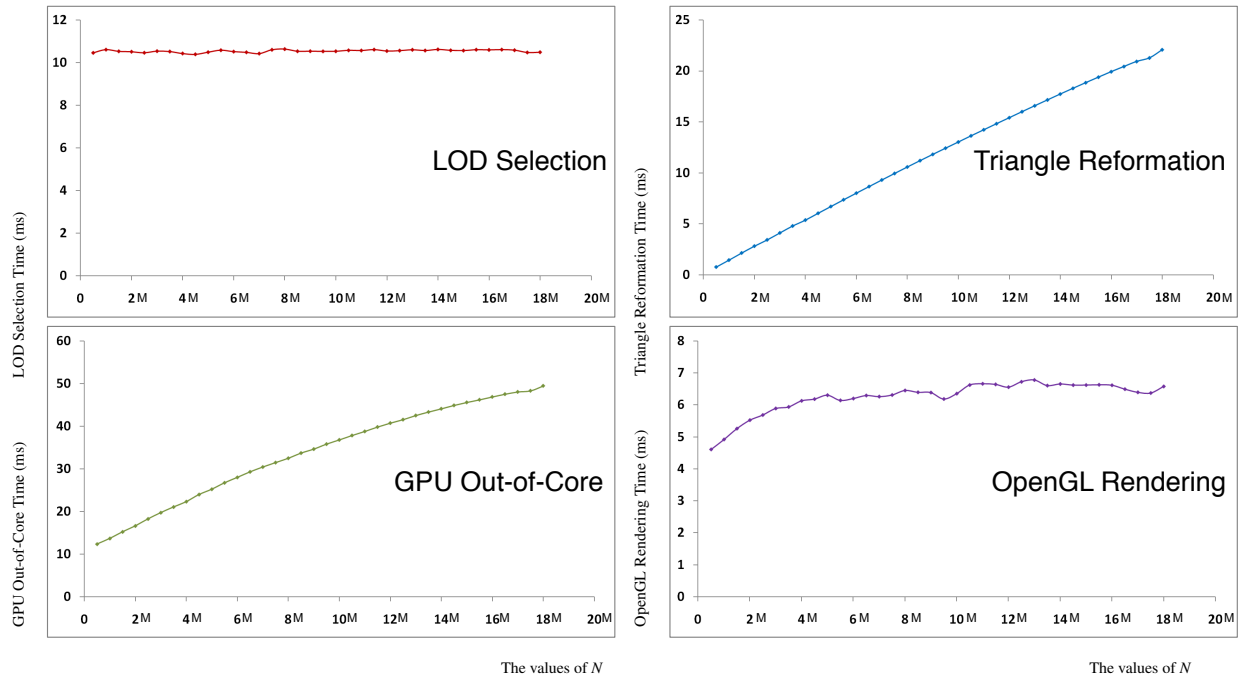 12
10
8
6
4
2
0
0 2M 4M 6M 8M 10M 12M 14M 16M 18M 20M
LOD Selection
LOD Selection Time (ms)
25
20
15
10
5
0
0 2M 4M 6M 8M 10M 12M 14M 16M 18M 20M
Triangle Reformation
Triangle Reformation Time (ms)
60
50
40
30
20
10
0
0 2M 4M 6M 8M 10M 12M 14M 16M 18M 20M
GPU Out-of-Core
GPU Out-of-Core Time (ms)
The values of N
8
7
6
5
4
3
2
1
0
0 2M 4M 6M 8M 10M 12M 14M 16M 18M 20M
OpenGL Rendering
OpenGL Rendering Time (ms)
The values of N